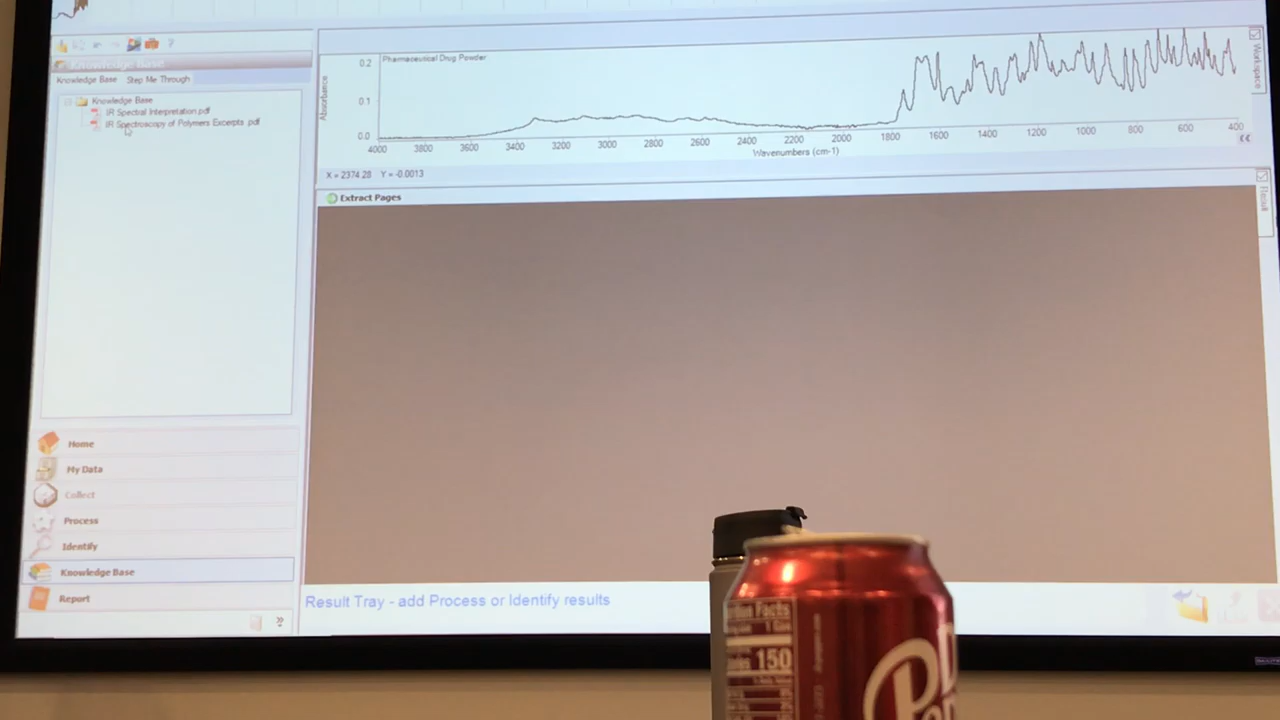 Knowledge Base
Knowledge Base
Step Me Through
Knowledge Base
IR Spectral Interpretation.pdf
IR Spectroscopy of Polymers Excerpts .pdf
Home
My Data
Collect
Process
Identify
Knowledge Base
Report
Pharmaceutical Drug Powder
Absorbance
0.2
0.1
0.0
4000 3800 3600 3400 3200 3000 2800 2600 2400 2200 2000 1800 1600 1400 1200 1000 800 600 400
Wavenumbers (cm-1)
X = 2374.28 Y = -0.0013
Workspace
Extract Pages
Result
Result Tray - add Process or Identify results
Facts
150